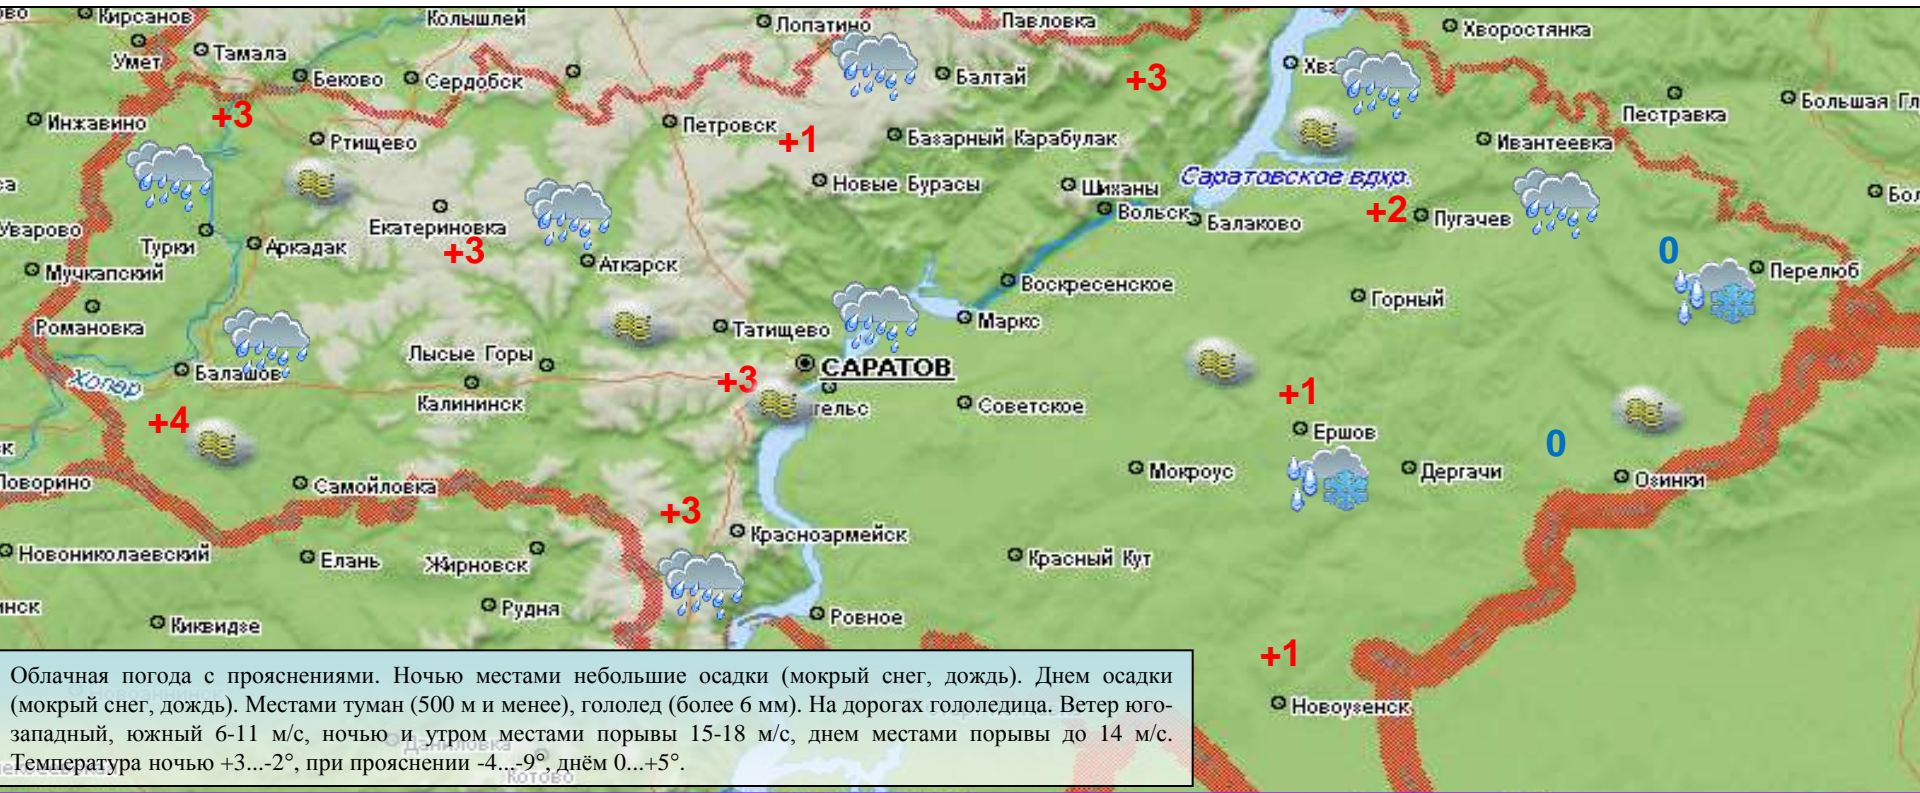 Кирсанов
Колышлей
Лопатино
Павловка
Хворостянка
Умет
Тамала
Беково
Сердобск
Балтай
+3
Пестравка
Большая Гл
Инжавино
+3
Ртищево
Петровск
+1
Базарный Карабулак
Ивантеевка
Новые Бурасы
Шиханы
Саратовское вдхр.
Бол
Уварово
Турки
Аркадак
Екатериновка
+3
Аткарск
Вольск
Балаково
+2
Пугачев
0
Перелюб
Мучкапский
Воскресенское
Горный
Романовка
Татищево
Маркс
Лысые Горы
САРАТОВ
Хопер
Балашов
Калининск
+3
гельс
Советское
+1
+4
Ершов
0
Поворино
Самойловка
Мокроус
Дергачи
Озинки
+3
Красноармейск
Новониколаевский
Елань
Жирновск
Красный Кут
Рудня
Киквидзе
Ровное
+1
Новоузенск
Облачная погода с прояснениями. Ночью местами небольшие осадки (мокрый снег, дождь). Днем осадки
(мокрый снег, дождь). Местами туман (500 м и менее), гололед (более 6 мм). На дорогах гололедица. Ветер юго-
западный, южный 6-11 м/с, ночью и утром местами порывы 15-18 м/с, днем местами порывы до 14 м/с.
Температура ночью +3...-2°, при прояснении -4...-9°, днём 0...+5°.
Даниловка
Котово